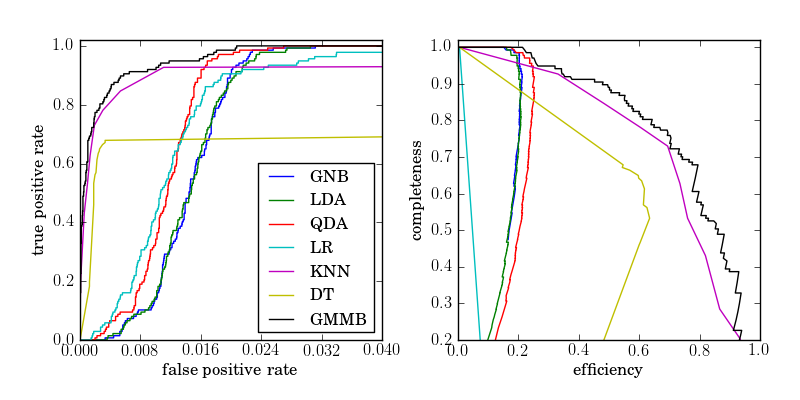 1.0
0.8
0.6
0.4
0.2
0.0
true positive rate
0.000
0.008
0.016
0.024
0.032
0.040
false positive rate
GNB
LDA
QDA
LR
KNN
DT
GMMB
1.0
0.9
0.8
0.7
0.6
0.5
0.4
0.3
0.2
completeness
0.0
0.2
0.4
0.6
0.8
1.0
efficiency